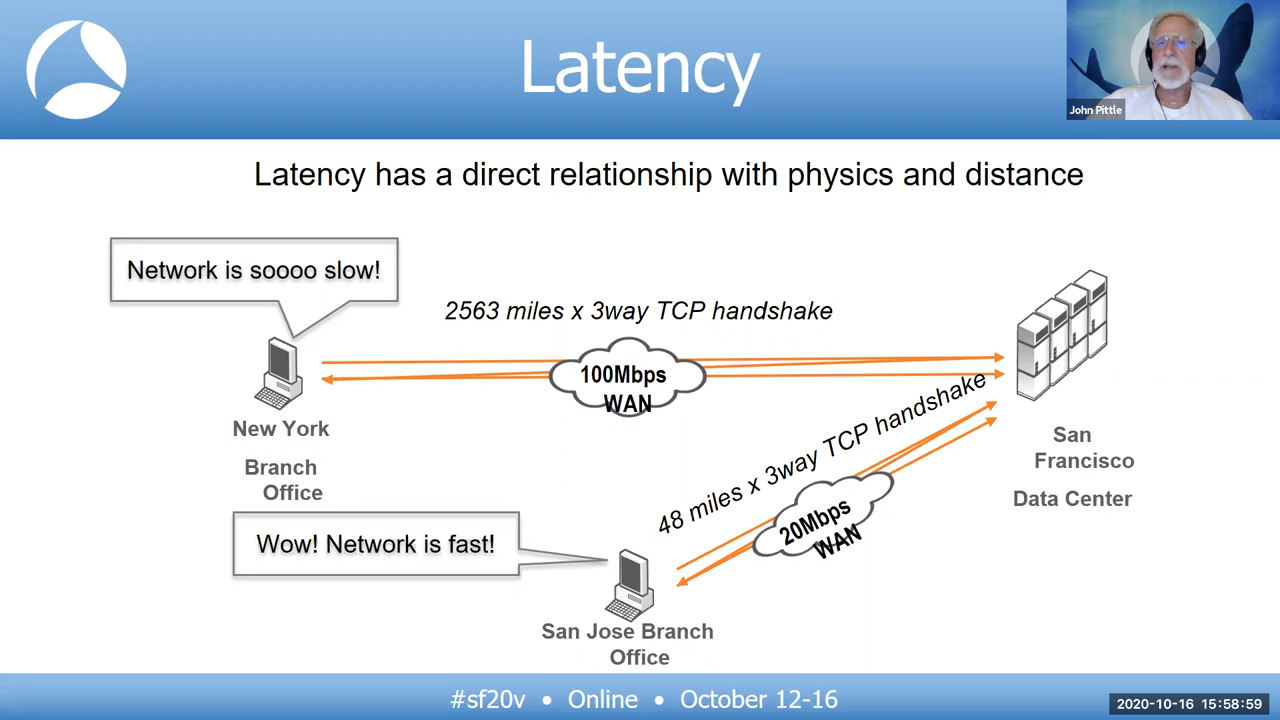 Latency
John Pittle
Latency has a direct relationship with physics and distance
Network is soooo slow!
2563 miles x 3way TCP handshake
100Mbps
WAN
New York
Branch
Office
48 miles x 3way TCP handshake
20Mbps
WAN
San
Francisco
Data Center
Wow! Network is fast!
San Jose Branch
Office
#sf20v • Online • October 12-16
2020-10-16 15:58:59